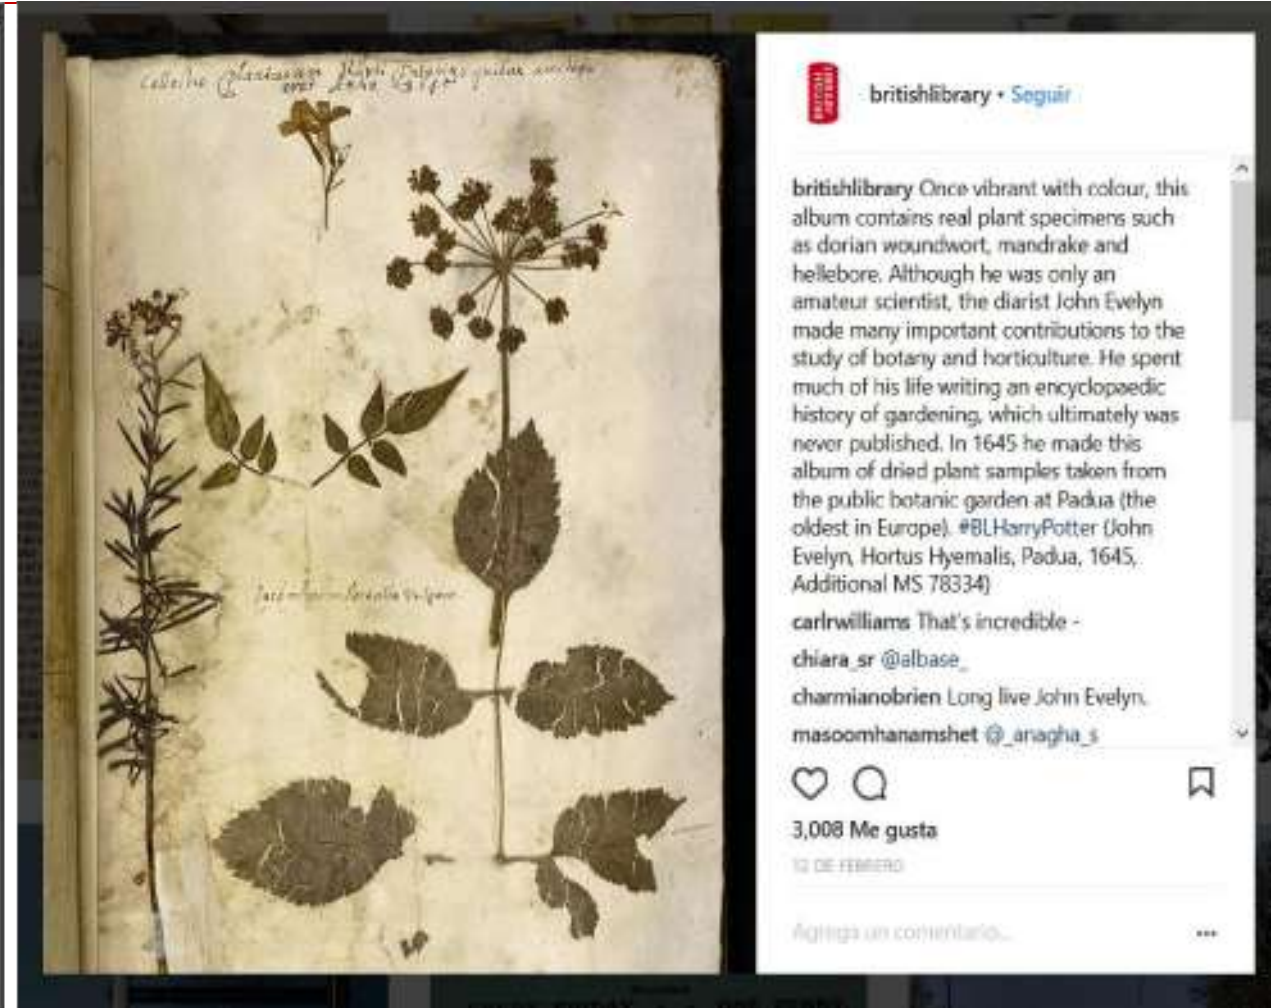 britishlibrary • Seguir
britishlibrary Once vibrant with colour, this
album contains real plant specimens such
as dorian woundwort, mandrake and
hellebore. Although he was only an
amateur scientist, the diarist John Evelyn
made many important contributions to the
study of botany and horticulture. He spent
much of his life writing an encyclopaedic
history of gardening, which ultimately was
never published. In 1645 he made this
album of dried plant samples taken from
the public botanic garden at Padua (the
oldest in Europe). #BLHarryPotter (John
Evelyn, Hortus Hyemalis, Padua, 1645,
Additional MS 78334)
carlrwilliams That's incredible -
chiara_sr @albase_
charmianobrien Long live John Evelyn.
masoomhanamshet @_anagha_s
3,008 Me gusta
12 DE FEBRERO
Agrega un comentario...